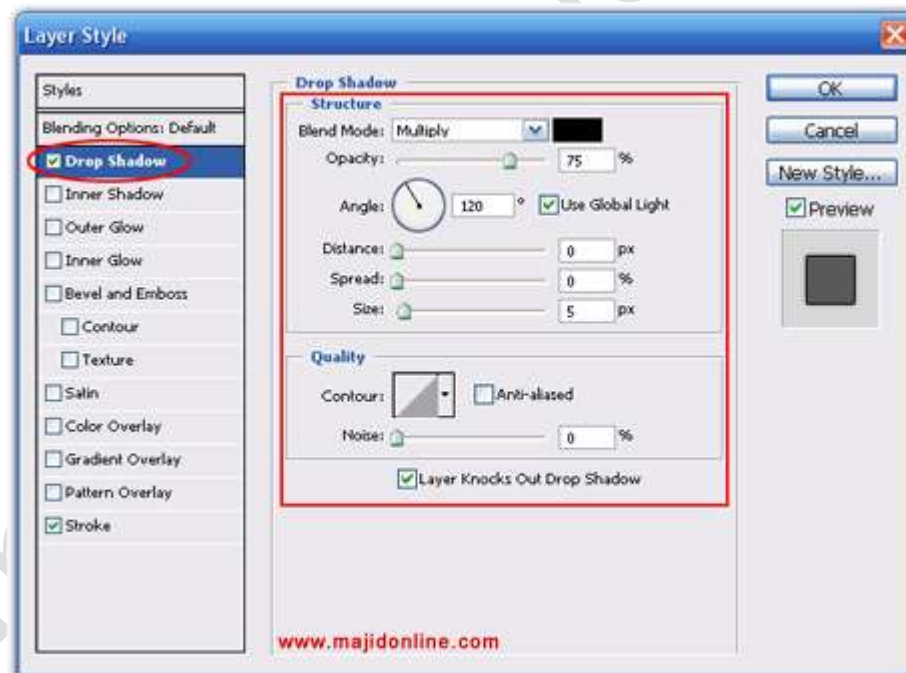 Layer Style
Styles
Blending Options: Default
Drop Shadow
Inner Shadow
Outer Glow
Inner Glow
Bevel and Emboss
Contour
Texture
Satin
Color Overlay
Gradient Overlay
Pattern Overlay
Stroke
Drop Shadow
Structure
Blend Mode: Multiply
Opacity: 75 %
Angle: 120 ° Use Global Light
Distance: 0 px
Spread: 0 %
Size: 5 px
Quality
Contour: Anti-aliased
Noise: 0 %
Layer Knocks Out Drop Shadow
www.majidonline.com
OK
Cancel
New Style...
Preview